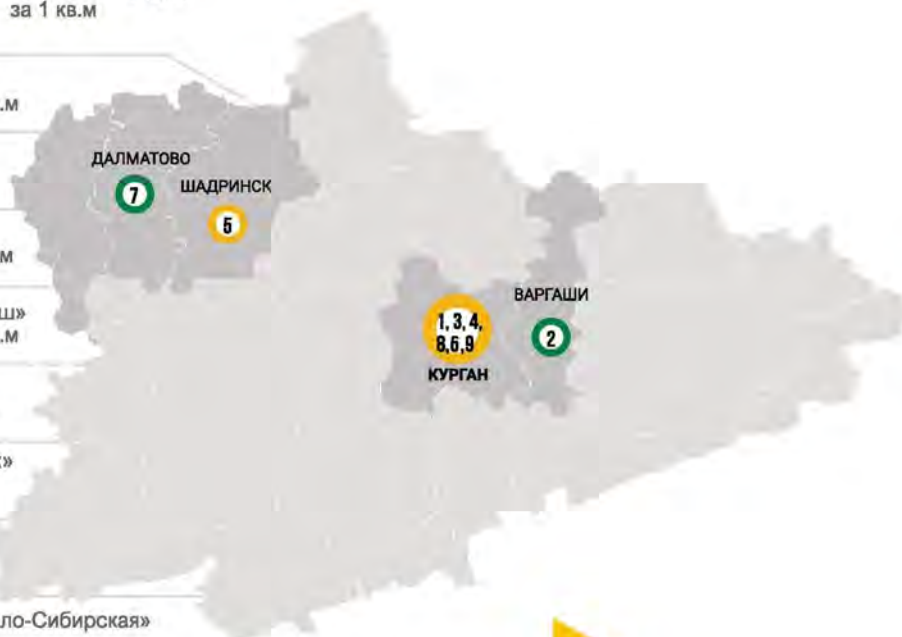 за 1 кв.м
.м
ДАЛМАТОВО
7
ШАДРИНСК
5
м
ш»
.м
ВАРГАШИ
1, 3, 4,
8,6,9
2
КУРГАН
»
ло-Сибирская»